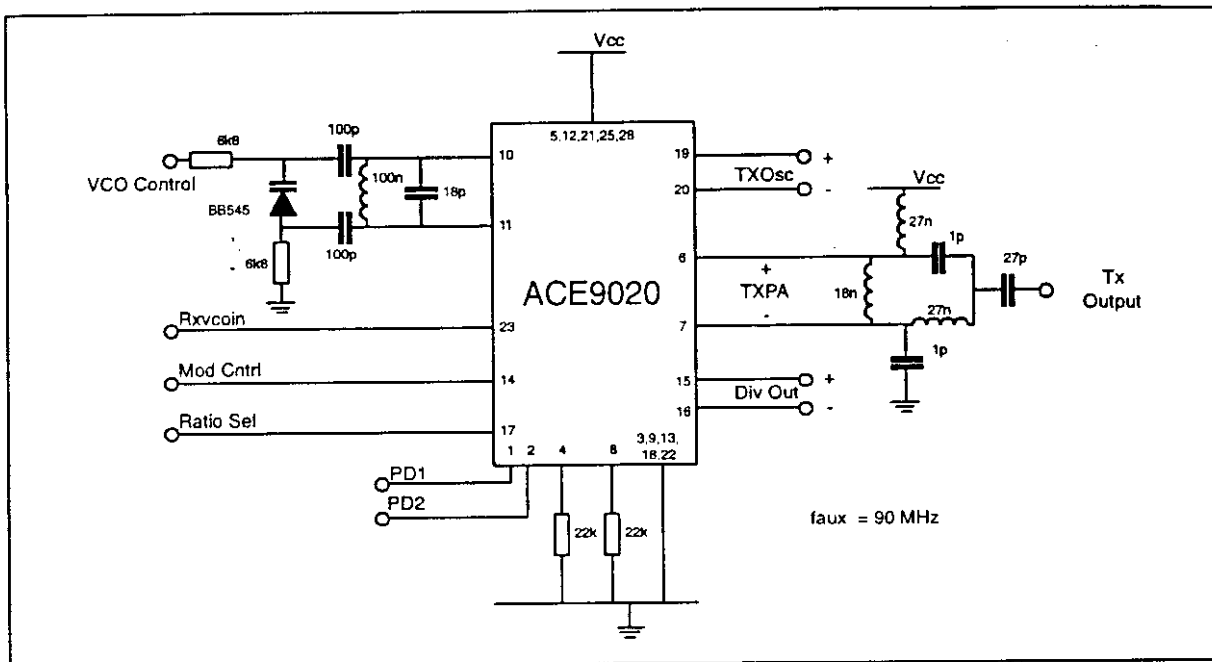 Vcc
5,12,21,25,28
6k8
100p
10
19
+
VCO Control
100n
18p
TXOsc
20
-
Vcc
BB545
11
27n
1p
100p
6
27p
6k8
ACE9020
+
TXPA
-
18n
Tx
Output
Rxvcoin
23
7
27n
1p
Mod Cntrl
14
15
+
Div Out
16
-
Ratio Sel
17
3,9,13,
18,22
1
2
4
8
PD1
PD2
22k
22k
faux = 90 MHz